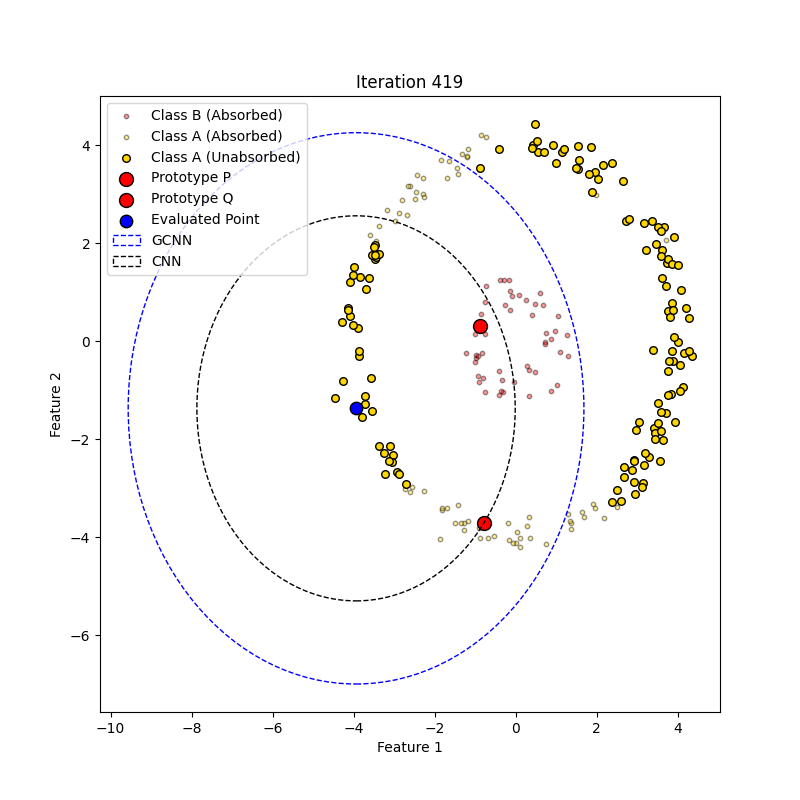 Iteration 419
Class B (Absorbed)
Class A (Absorbed)
Class A (Unabsorbed)
Prototype P
Prototype Q
Evaluated Point
GCNN
CNN
4
2
0
−2
−4
−6
Feature 2
−10
−8
−6
−4
−2
0
2
4
Feature 1